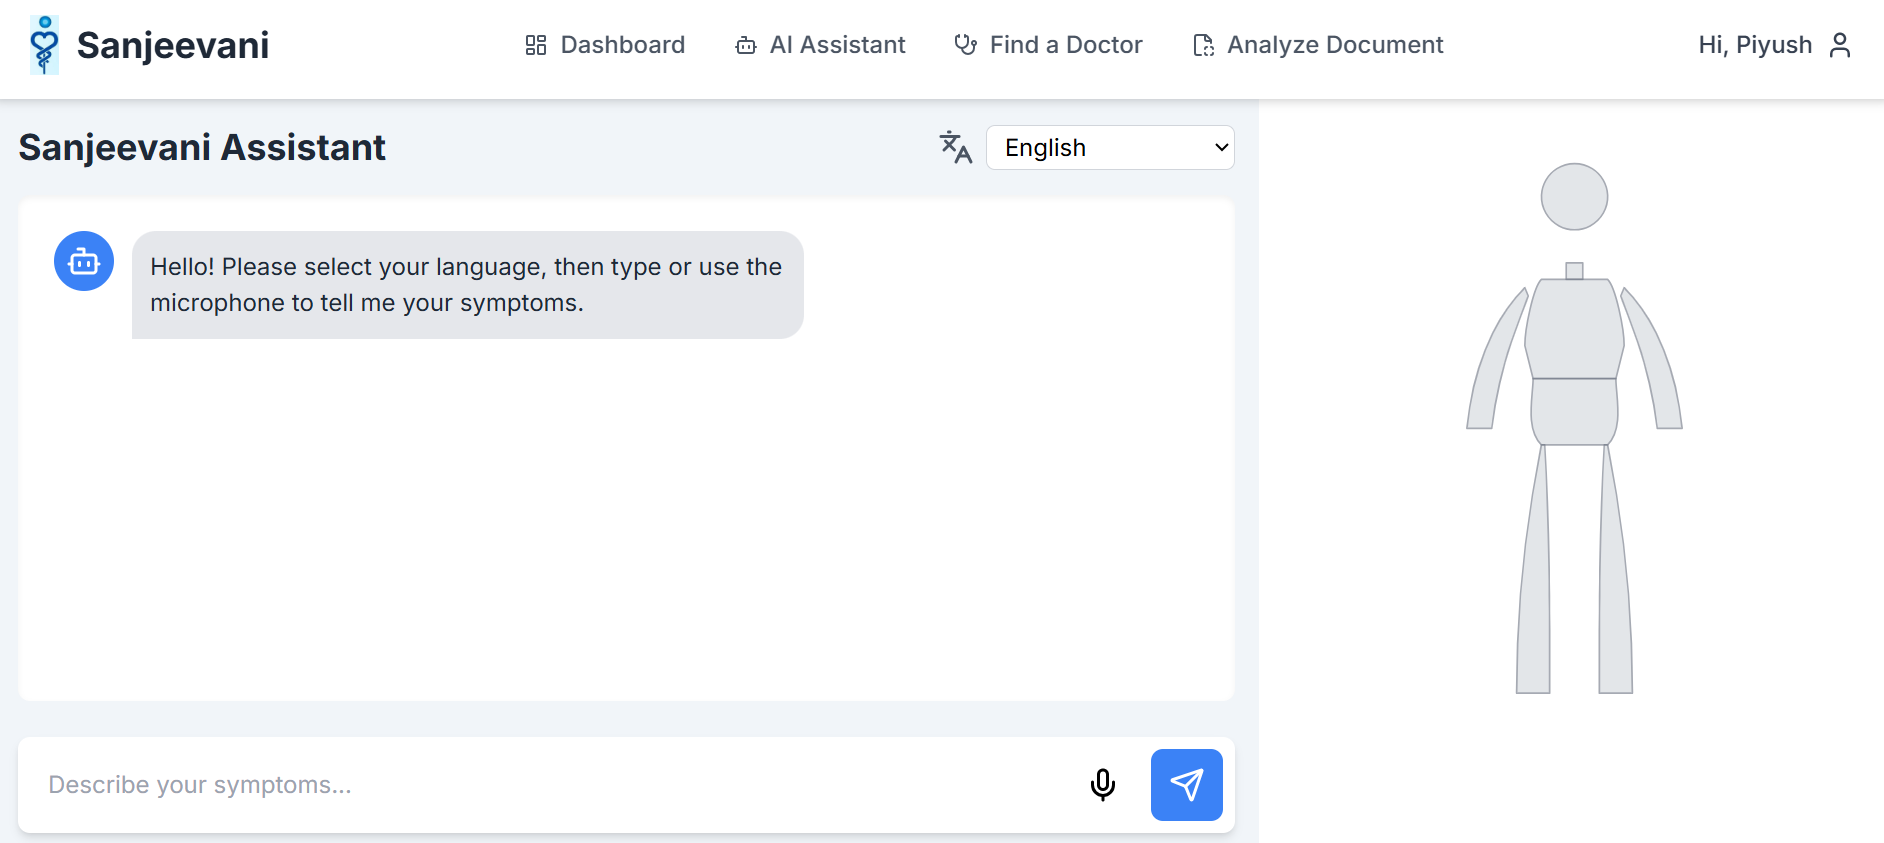 Sanjeevani
Dashboard
AI Assistant
Find a Doctor
Analyze Document
Hi, Piyush
Sanjeevani Assistant
English
Hello! Please select your language, then type or use the
microphone to tell me your symptoms.
Describe your symptoms...